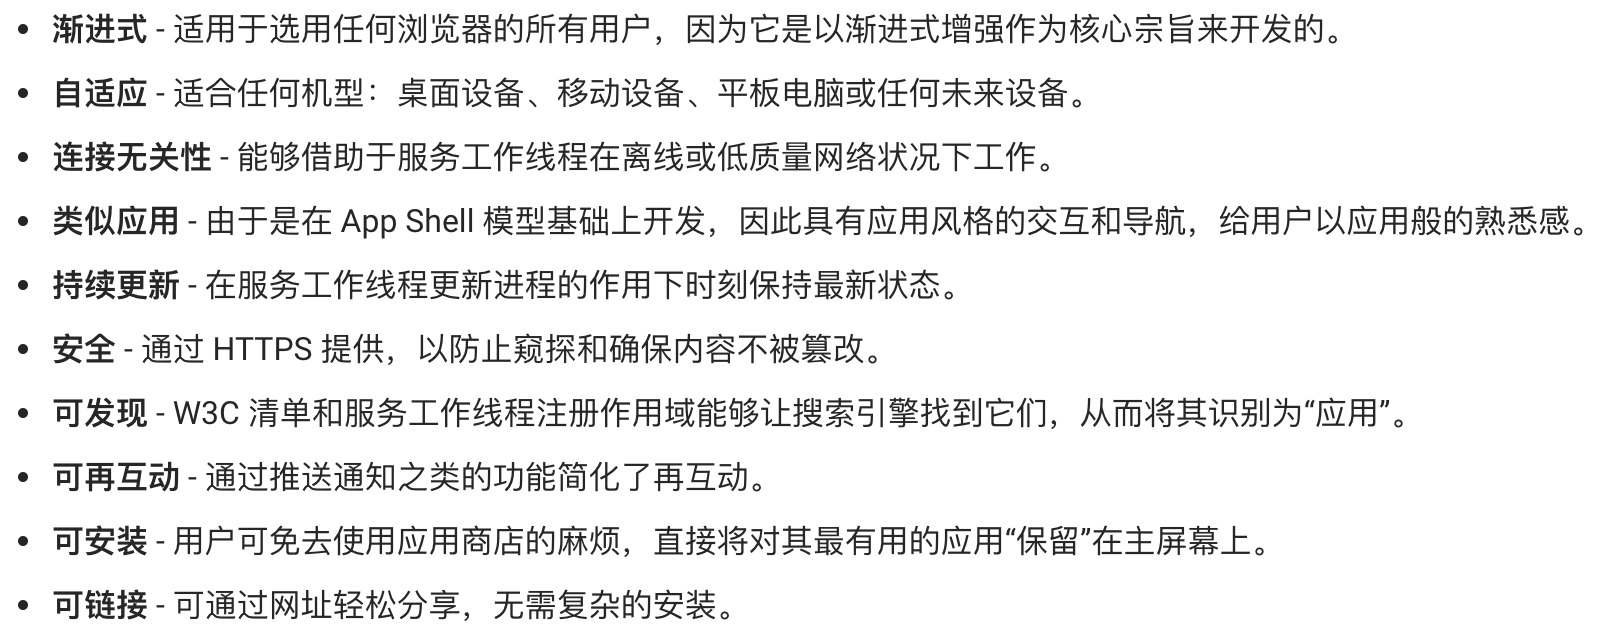 • 渐进式 - 适用于选用任何浏览器的所有用户，因为它是以渐进式增强作为核心宗旨来开发的。
• 自适应 - 适合任何机型：桌面设备、移动设备、平板电脑或任何未来设备。
• 连接无关性 - 能够借助于服务工作线程在离线或低质量网络状况下工作。
• 类似应用 - 由于是在 App Shell 模型基础上开发，因此具有应用风格的交互和导航，给用户以应用般的熟悉感。
• 持续更新 - 在服务工作线程更新进程的作用下时刻保持最新状态。
• 安全 - 通过 HTTPS 提供，以防止窥探和确保内容不被篡改。
• 可发现 - W3C 清单和服务工作线程注册作用域能够让搜索引擎找到它们，从而将其识别为“应用”。
• 可再互动 - 通过推送通知之类的功能简化了再互动。
• 可安装 - 用户可免去使用应用商店的麻烦，直接将对其最有用的应用“保留”在主屏幕上。
• 可链接 - 可通过网址轻松分享，无需复杂的安装。